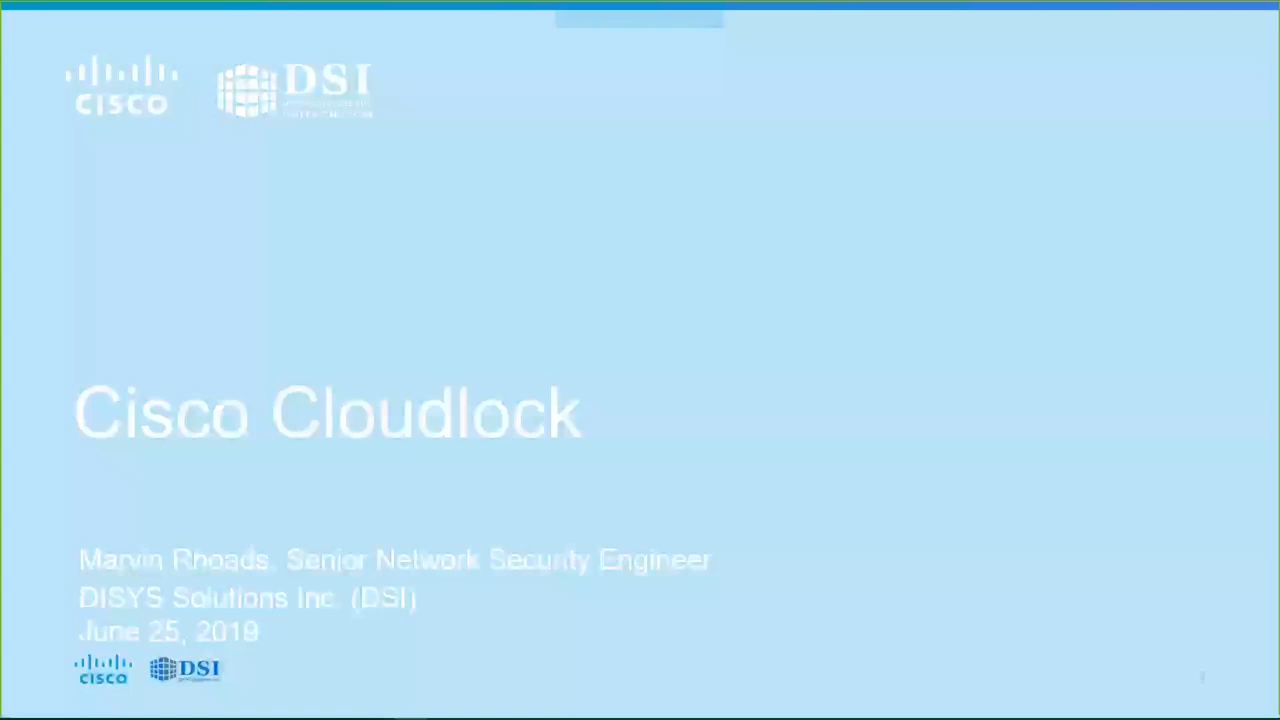 CISCO
DSI
Cisco Cloudlock
Marvin Rhoads, Senior Network Security Engineer
DISYS Solutions Inc. (DSI)
June 25, 2019
CISCO
DSI